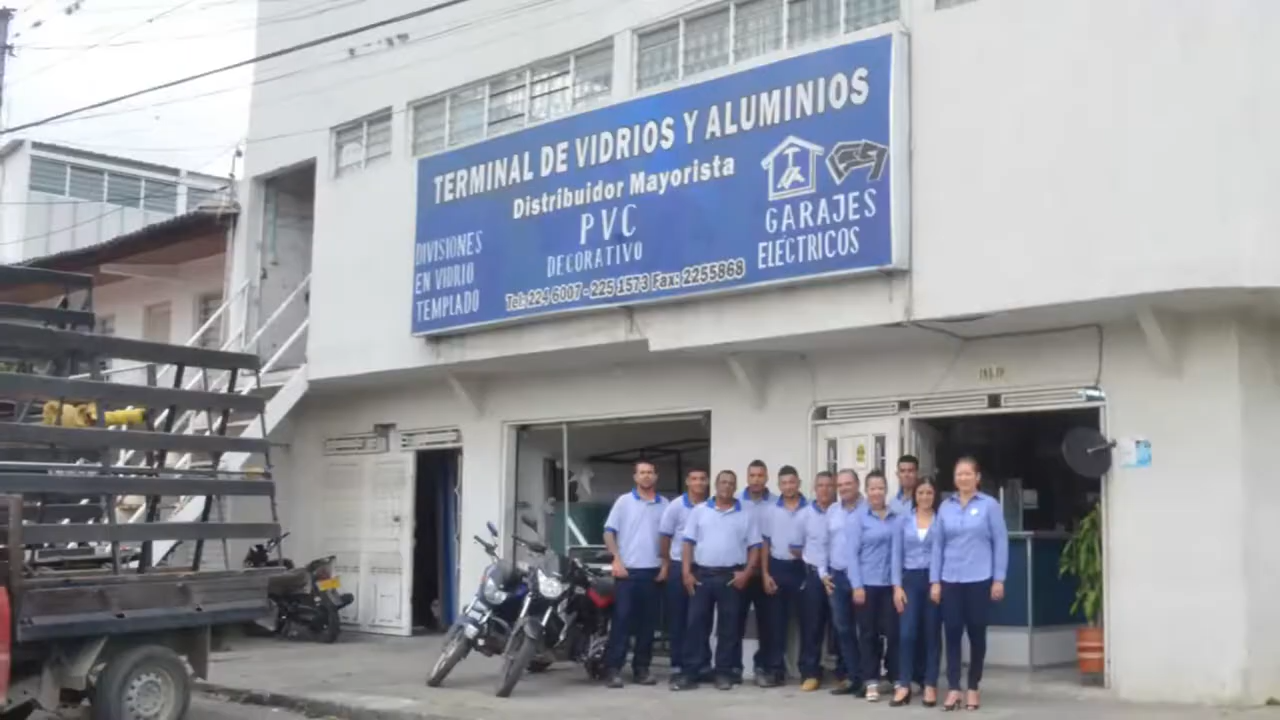 TERMINAL DE VIDRIOS Y ALUMINIOS
Distribuidor Mayorista
PVC
DECORATIVO
DIVISIONES
EN VIDRIO
TEMPLADO
GARAJES
ELÉCTRICOS
Tel: 224 6007 - 225 1573 Fax: 2255868